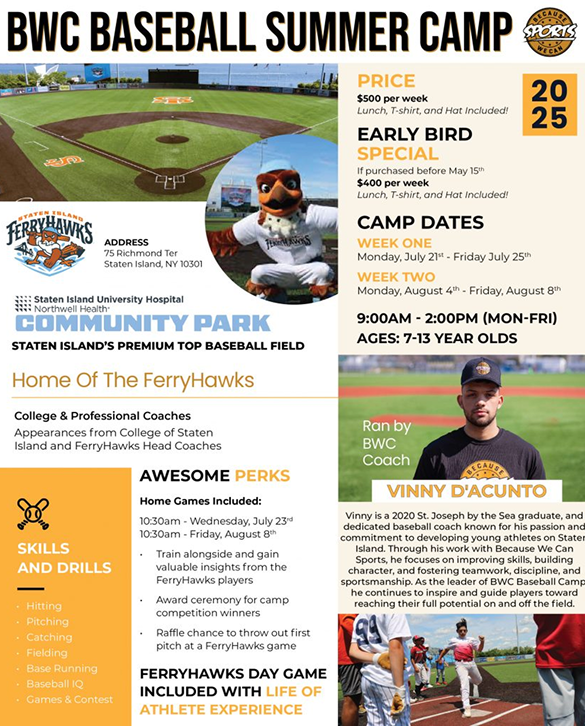 BWC BASEBALL SUMMER CAMP
BECAUSE
SPORTS
WE CAN
PRICE
$500 per week
Lunch, T-shirt, and Hat Included!
20
25
EARLY BIRD
SPECIAL
If purchased before May 15th
$400 per week
Lunch, T-shirt, and Hat Included!
CAMP DATES
WEEK ONE
Monday, July 21st - Friday July 25th
WEEK TWO
Monday, August 4th - Friday, August 8th
9:00AM - 2:00PM (MON-FRI)
AGES: 7-13 YEAR OLDS
SI
SI
FERRYHAWKS
STATEN ISLAND
FERRYHAWKS
ADDRESS
75 Richmond Ter
Staten Island, NY 10301
Staten Island University Hospital
Northwell Health®
COMMUNITY PARK
STATEN ISLAND'S PREMIUM TOP BASEBALL FIELD
Home Of The FerryHawks
College & Professional Coaches
Appearances from College of Staten
Island and FerryHawks Head Coaches
SKILLS
AND DRILLS
• Hitting
• Pitching
• Catching
• Fielding
• Base Running
• Baseball IQ
• Games & Contest
AWESOME PERKS
Home Games Included:
10:30am - Wednesday, July 23rd
10:30am - Friday, August 8th
• Train alongside and gain
valuable insights from the
FerryHawks players
• Award ceremony for camp
competition winners
• Raffle chance to throw out first
pitch at a FerryHawks game
FERRYHAWKS DAY GAME
INCLUDED WITH LIFE OF
ATHLETE EXPERIENCE
Ran by
BWC
Coach
BECAUSE
VINNY D'ACUNTO
Vinny is a 2020 St. Joseph by the Sea graduate, and
dedicated baseball coach known for his passion and
commitment to developing young athletes on Staten
Island. Through his work with Because We Can
Sports, he focuses on improving skills, building
character, and fostering teamwork, discipline, and
sportsmanship. As the leader of BWC Baseball Camp
he continues to inspire and guide players toward
reaching their full potential on and off the field.
99